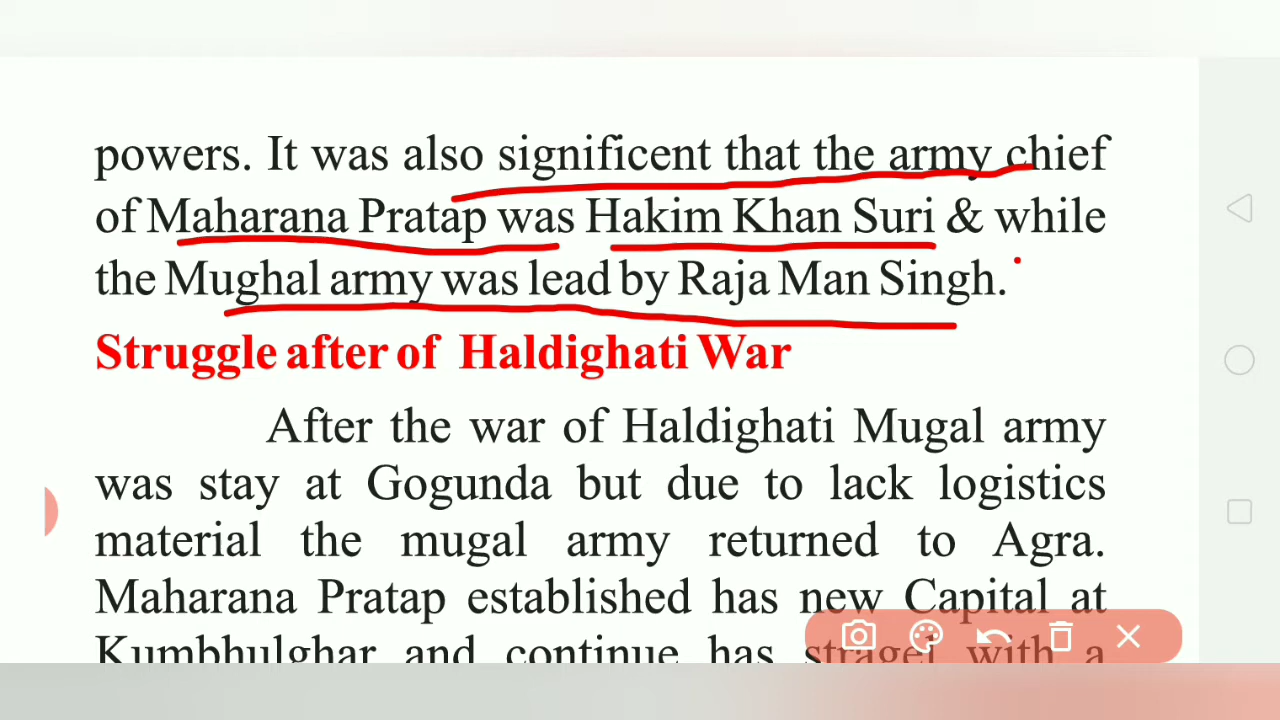 powers. It was also significent that the army chief
of Maharana Pratap was Hakim Khan Suri & while
the Mughal army was lead by Raja Man Singh.
Struggle after of Haldighati War
After the war of Haldighati Mugal army
was stay at Gogunda but due to lack logistics
material the mugal army returned to Agra.
Maharana Pratap established has new Capital at
Kumbhulghar and continue has stragel with a